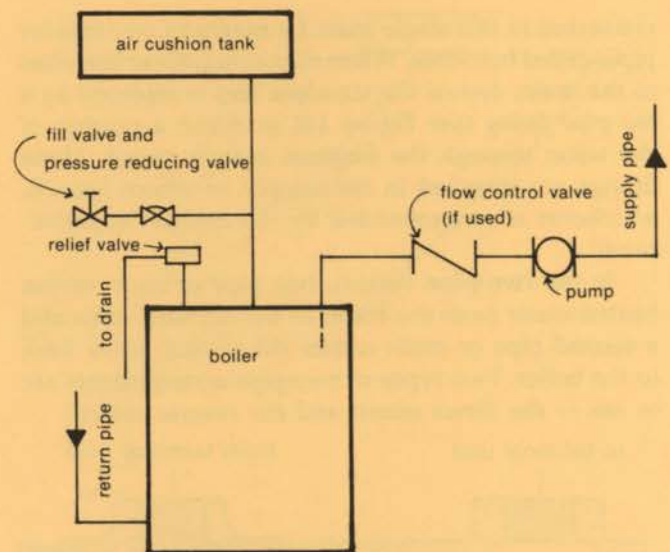 air cushion tank
fill valve and
pressure reducing valve
relief valve
to drain
return pipe
boiler
flow control valve
(if used)
pump
supply pipe